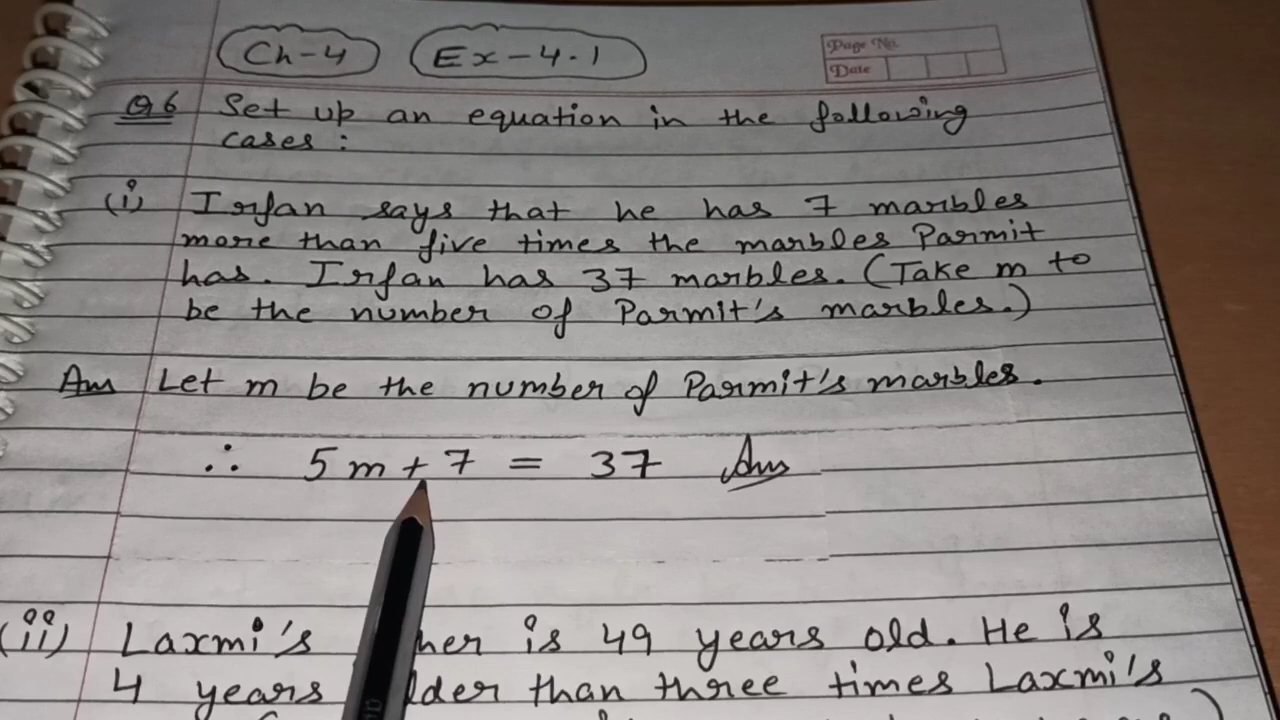 Ch-4 Ex-4.1
Page No.
Date
Q6 Set up an equation in the following
cases:
(i) Irfan says that he has 7 marbles
more than five times the marbles Parmit
has. Irfan has 37 marbles. (Take m to
be the number of Parmit's marbles.)
Ans Let m be the number of Parmit's marbles.
∴ 5m+7 = 37 Ans
(ii) Laxmi's is 49 years old. He is
4 years than three times Laxmi's